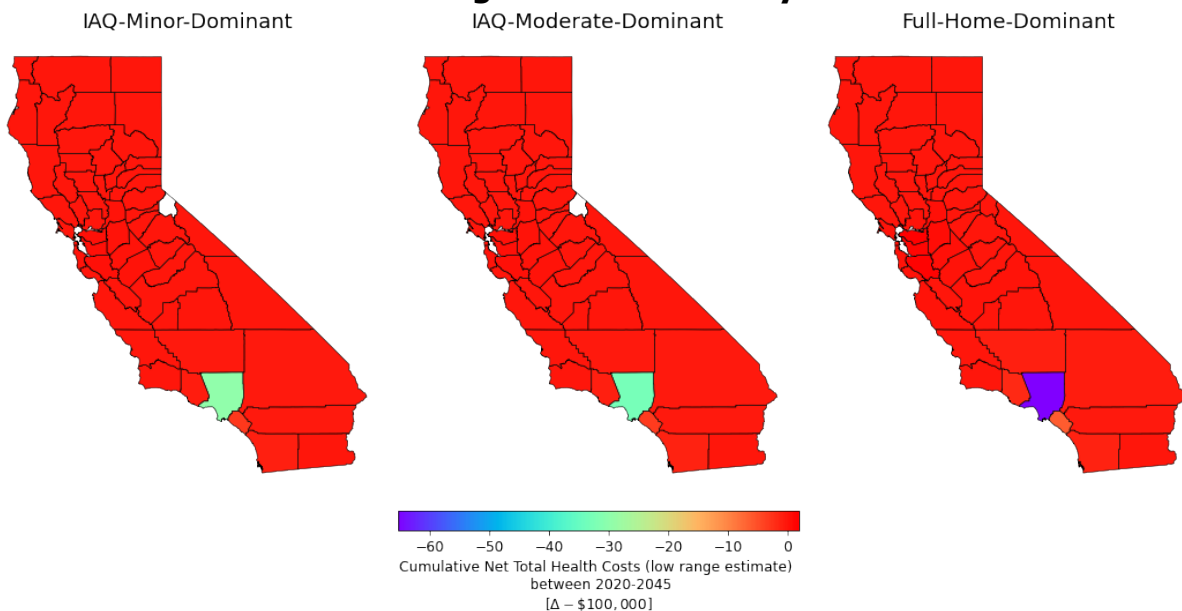 IAQ-Minor-Dominant IAQ-Moderate-Dominant Full-Home-Dominant
−60 −50 −40 −30 −20 −10 0
Cumulative Net Total Health Costs (low range estimate)
between 2020-2045
[Δ − $100,000]